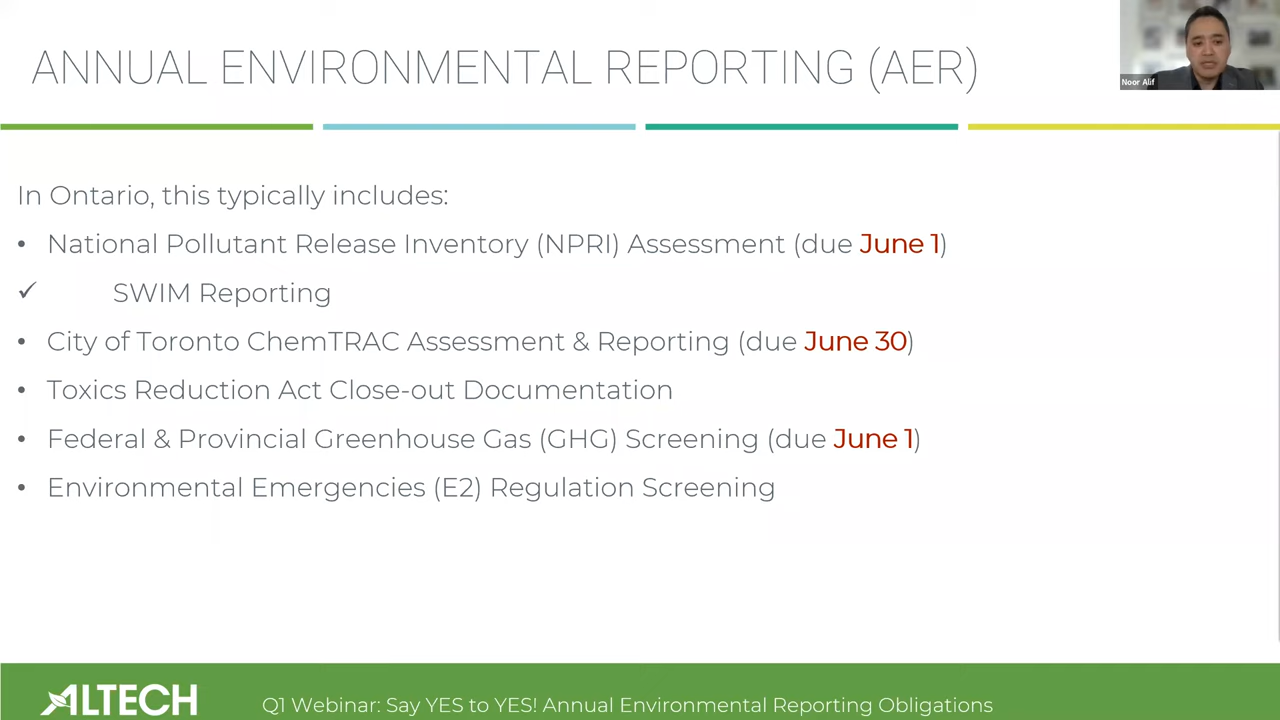 ANNUAL ENVIRONMENTAL REPORTING (AER)
Noor Alif
In Ontario, this typically includes:
• National Pollutant Release Inventory (NPRI) Assessment (due June 1)
✓ SWIM Reporting
• City of Toronto ChemTRAC Assessment & Reporting (due June 30)
• Toxics Reduction Act Close-out Documentation
• Federal & Provincial Greenhouse Gas (GHG) Screening (due June 1)
• Environmental Emergencies (E2) Regulation Screening
ALTECH
Q1 Webinar: Say YES to YES! Annual Environmental Reporting Obligations